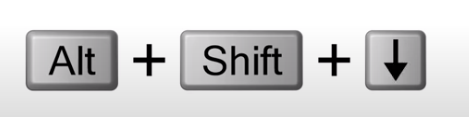 Alt + Shift + ↓